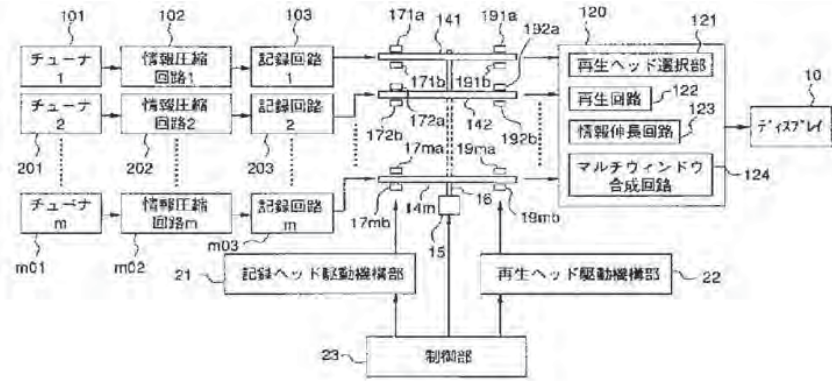 101
102
103
171a
141
191a
192a
120
121
チューナ
1
情報圧縮
回路1
記録回路
1
171b
191b
再生ヘッド選択部
10
チューナ
2
情報圧縮
回路2
記録回路
2
172a
172b
142
192b
再生回路
122
情報伸長回路
123
ディスプレイ
201
202
203
17ma
19ma
マルチウィンドウ
合成回路
124
チューナ
m
情報圧縮
回路m
記録回路
m
17mb
14m
16
19mb
m01
m02
m03
15
21
記録ヘッド駆動機構部
再生ヘッド駆動機構部
22
23
制御部